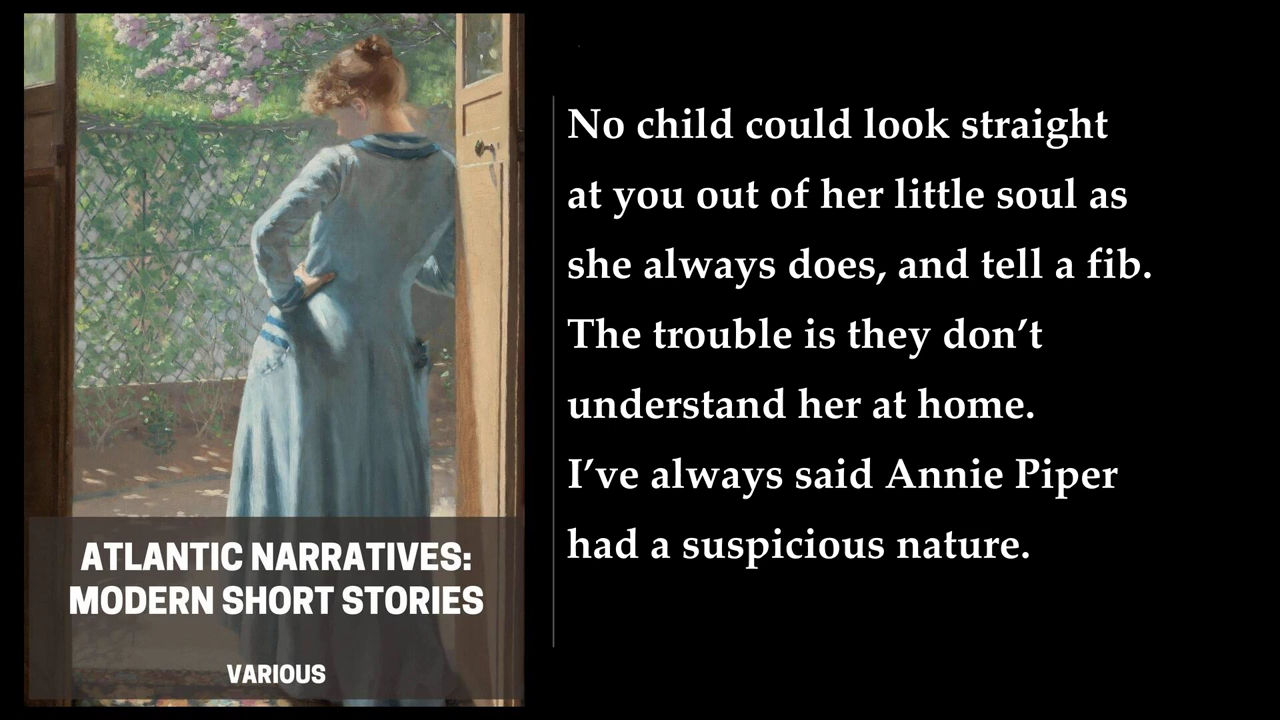 No child could look straight
at you out of her little soul as
she always does, and tell a fib.
The trouble is they don’t
understand her at home.
I’ve always said Annie Piper
had a suspicious nature.
ATLANTIC NARRATIVES:
MODERN SHORT STORIES
VARIOUS